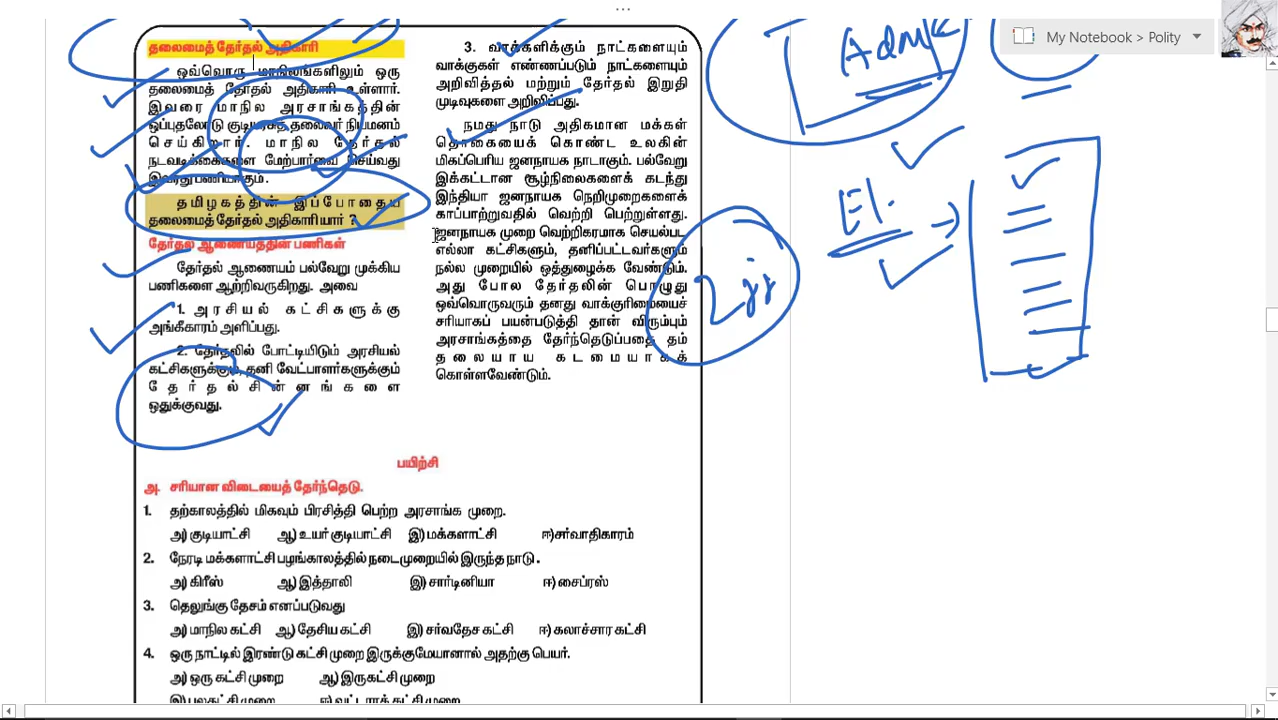 My Notebook > Polity
தலைமைத் தேர்தல் அதிகாரி
ஒவ்வொரு மாநிலங்களிலும் ஒரு
தலைமைத் தேர்தல் அதிகாரி உள்ளார்.
இவரை மாநில அரசாங்கத்தின்
ஒப்புதலோடு குடியரசுத் தலைவர் நியமனம்
செய்கிறார். மாநில தேர்தல்
நடவடிக்கைகளை மேற்பார்வை செய்வது
இவரது பணியாகும்.
தமிழகத்தின் இப்போதைய
தலைமைத் தேர்தல் அதிகாரி யார் ?
தேர்தல் ஆணையத்தின் பணிகள்
தேர்தல் ஆணையம் பல்வேறு முக்கிய
பணிகளை ஆற்றிவருகிறது. அவை
1. அரசியல் கட்சிகளுக்கு
அங்கீகாரம் அளிப்பது.
2. தேர்தலில் போட்டியிடும் அரசியல்
கட்சிகளுக்கும், தனி வேட்பாளர்களுக்கும்
தேர்தல் சின்னங்களை
ஒதுக்குவது.
3. வாக்களிக்கும் நாட்களையும்
வாக்குகள் எண்ணப்படும் நாட்களையும்
அறிவித்தல் மற்றும் தேர்தல் இறுதி
முடிவுகளை அறிவிப்பது.
நமது நாடு அதிகமான மக்கள்
தொகையைக் கொண்ட உலகின்
மிகப்பெரிய ஜனநாயக நாடாகும். பல்வேறு
இக்கட்டான சூழ்நிலைகளைக் கடந்து
இந்தியா ஜனநாயக நெறிமுறைகளைக்
காப்பாற்றுவதில் வெற்றி பெற்றுள்ளது.
ஜனநாயக முறை வெற்றிகரமாக செயல்பட
எல்லா கட்சிகளும், தனிப்பட்டவர்களும்
நல்ல முறையில் ஒத்துழைக்க வேண்டும்.
அது போல தேர்தலின் பொழுது
ஒவ்வொருவரும் தனது வாக்குரிமையைச்
சரியாகப் பயன்படுத்தி தான் விரும்பும்
அரசாங்கத்தை தேர்ந்தெடுப்பதை தம்
தலையாய கடமையாகக்
கொள்ளவேண்டும்.
Admk
El.
பயிற்சி
அ. சரியான விடையைத் தேர்ந்தெடு.
1. தற்காலத்தில் மிகவும் பிரசித்தி பெற்ற அரசாங்க முறை.
அ) குடியாட்சி ஆ) உயர் குடியாட்சி இ) மக்களாட்சி ஈ) சர்வாதிகாரம்
2. நேரடி மக்களாட்சி பழங்காலத்தில் நடைமுறையில் இருந்த நாடு.
அ) கிரீஸ் ஆ) இத்தாலி இ) சார்டினியா ஈ) சைப்ரஸ்
3. தெலுங்கு தேசம் எனப்படுவது
அ) மாநில கட்சி ஆ) தேசிய கட்சி இ) சர்வதேச கட்சி ஈ) கலாச்சார கட்சி
4. ஒரு நாட்டில் இரண்டு கட்சி முறை இருக்குமேயானால் அதற்கு பெயர்.
அ) ஒரு கட்சி முறை ஆ) இருகட்சி முறை
இ) பலகட்சி முறை ஈ) வட்டாரக் கட்சி முறை